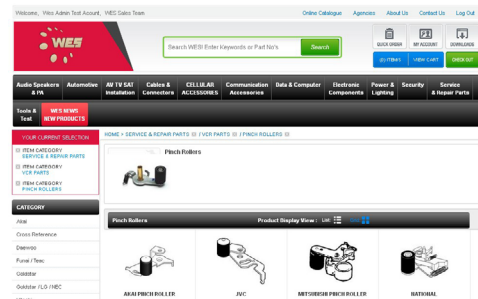 Welcome, Wes Admin Test Account, WES Sales Team
Online Catalogue Agencies About Us Contact Us Log Out
WES
Search WES! Enter Keywords or Part No's
Search
QUICK ORDER
MY ACCOUNT
DOWNLOADS
(0) ITEMS
VIEW CART
CHECK OUT
Audio Speakers & PA
Automotive
AV TV SAT Installation
Cables & Connectors
CELLULAR ACCESSORIES
Communication Accessories
Data & Computer
Electronic Components
Power & Lighting
Security
Service & Repair Parts
Tools & Test
WES NEWS NEW PRODUCTS
YOUR CURRENT SELECTION
HOME > SERVICE & REPAIR PARTS / VCR PARTS / PINCH ROLLERS
ITEM CATEGORY
SERVICE & REPAIR PARTS
ITEM CATEGORY
VCR PARTS
ITEM CATEGORY
PINCH ROLLERS
Pinch Rollers
CATEGORY
Akai
Cross Reference
Daewoo
Funai / Teac
Goldstar
Goldstar / LG / NEC
Pinch Rollers
Product Display View :
List:
AKAI PINCH ROLLER
JVC
MITSUBISHI PINCH ROLLER
NATIONAL